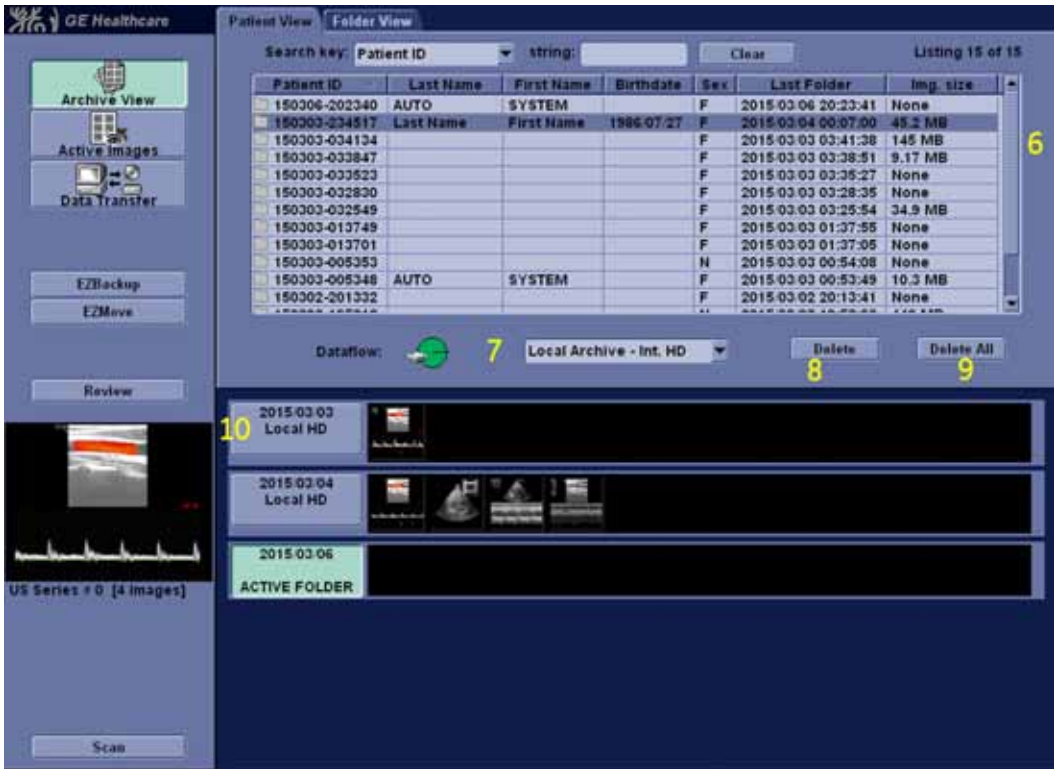 GE Healthcare
Patient View Folder View
Search key: Patient ID string: Clear Listing 15 of 15
Patient ID Last Name First Name Birthdate Sex Last Folder Img. size
150306-202340 AUTO SYSTEM F 2015/03/06 20:23:41 None
150303-234517 Last Name First Name 1986/07/27 F 2015/03/04 00:07:00 45.2 MB
150303-034134 F 2015/03/03 03:41:38 145 MB
6
150303-033847 F 2015/03/03 03:38:51 9.17 MB
150303-033523 F 2015/03/03 03:35:27 None
150303-032830 F 2015/03/03 03:28:35 None
150303-032549 F 2015/03/03 03:25:54 34.9 MB
150303-013749 F 2015/03/03 01:37:55 None
150303-013701 F 2015/03/03 01:37:05 None
150303-005353 N 2015/03/03 00:54:08 None
150303-005348 AUTO SYSTEM F 2015/03/03 00:53:49 10.3 MB
150302-201332 F 2015/03/02 20:13:41 None
Dataflow: 7 Local Archive - Int. HD Delete Delete All
8 9
Archive View
Active Images
Data Transfer
EZBackup
EZMove
Review
US Series # 0 [4 images]
Scan
10
2015/03/03
Local HD
2015/03/04
Local HD
2015/03/06
ACTIVE FOLDER